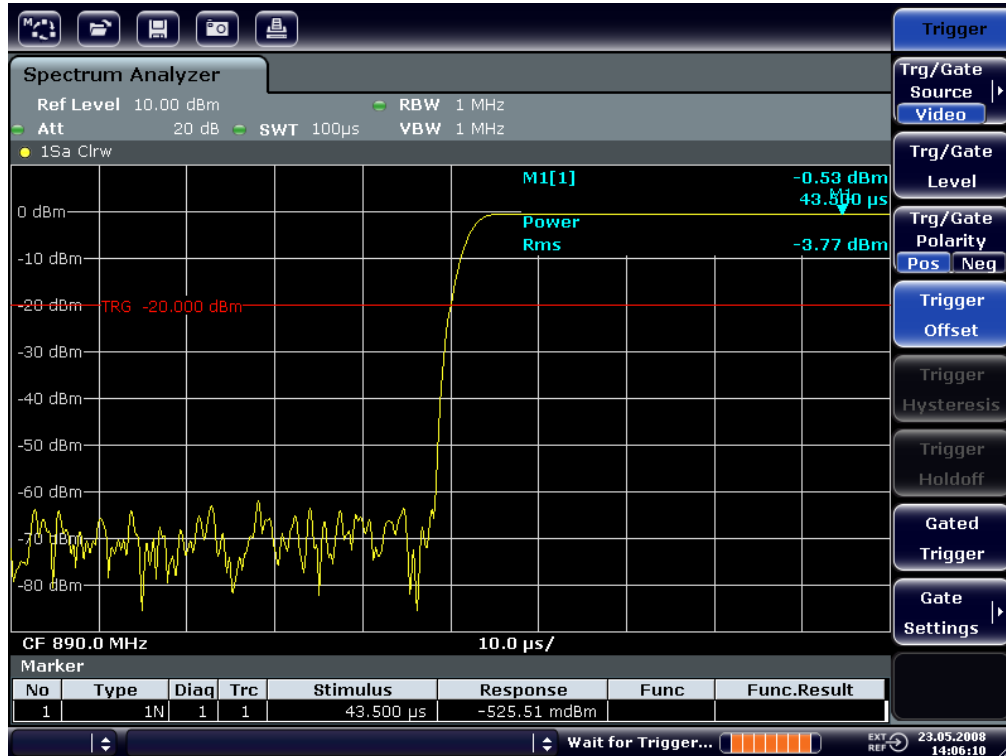 Trigger
Spectrum Analyzer
Ref Level 10.00 dBm RBW 1 MHz
Att 20 dB SWT 100µs VBW 1 MHz
1Sa Clrw
M1[1] -0.53 dBm
43.500 µs
M1
Power
Rms -3.77 dBm
0 dBm
-10 dBm
-20 dBm TRG -20.000 dBm
-30 dBm
-40 dBm
-50 dBm
-60 dBm
-70 dBm
-80 dBm
CF 890.0 MHz 10.0 µs/
Marker
No Type Diag Trc Stimulus Response Func Func.Result
1 1N 1 1 43.500 µs -525.51 mdBm
Wait for Trigger... EXT REF 23.05.2008
14:06:10
Trg/Gate
Source
Video
Trg/Gate
Level
Trg/Gate
Polarity
Pos Neg
Trigger
Offset
Trigger
Hysteresis
Trigger
Holdoff
Gated
Trigger
Gate
Settings